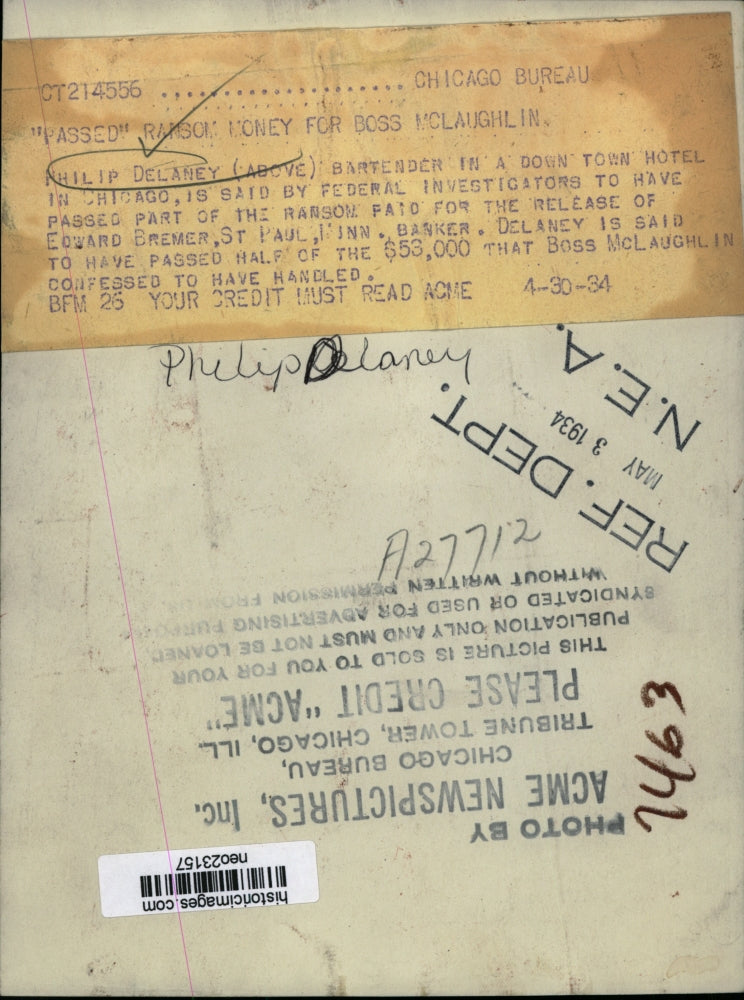 CT214556 ........................ CHICAGO BUREAU
"PASSED" RANSOM MONEY FOR BOSS MCLAUGHLIN.
PHILIP DELANEY (ABOVE) BARTENDER IN A DOWN TOWN HOTEL
IN CHICAGO, IS SAID BY FEDERAL INVESTIGATORS TO HAVE
PASSED PART OF THE RANSOM PAID FOR THE RELEASE OF
EDWARD BREMER, ST PAUL, MINN. BANKER. DELANEY IS SAID
TO HAVE PASSED HALF OF THE $53,000 THAT BOSS MCLAUGHLIN
CONFESSED TO HAVE HANDLED.
BFM 26 YOUR CREDIT MUST READ ACME 4-30-34
Philip Delaney
REF. DEPT.
MAY 3 1934
N.E.A.
A27712
PHOTO BY
ACME NEWSPICTURES, Inc.
CHICAGO BUREAU,
TRIBUNE TOWER, CHICAGO, ILL.
PLEASE CREDIT "ACME"
THIS PICTURE IS SOLD TO YOU FOR YOUR
PUBLICATION ONLY AND MUST NOT BE LOANED
SYNDICATED OR USED FOR ADVERTISING
WITHOUT WRITTEN PERMISSION FROM
7463
historicimages.com
neo23157